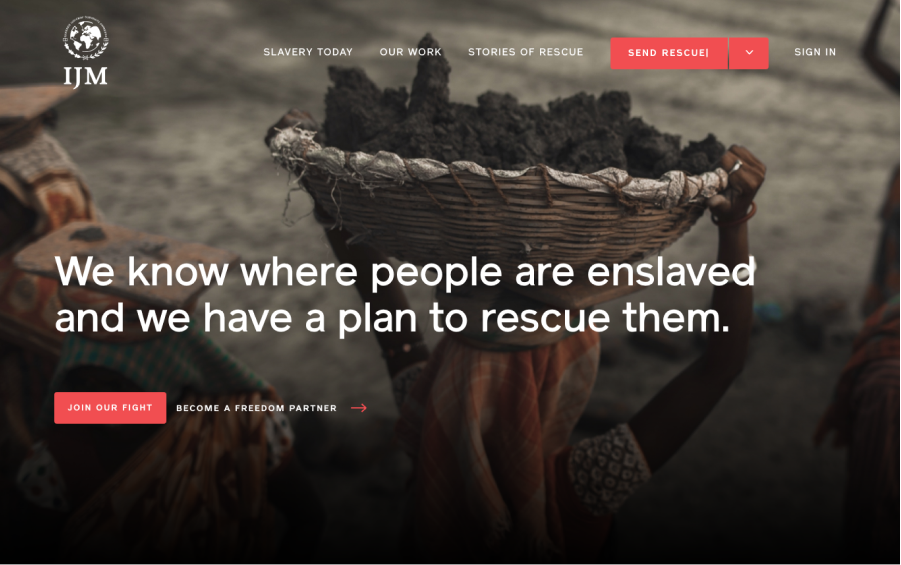 IJM
SLAVERY TODAY
OUR WORK
STORIES OF RESCUE
SEND RESCUE|
SIGN IN
We know where people are enslaved
and we have a plan to rescue them.
JOIN OUR FIGHT
BECOME A FREEDOM PARTNER